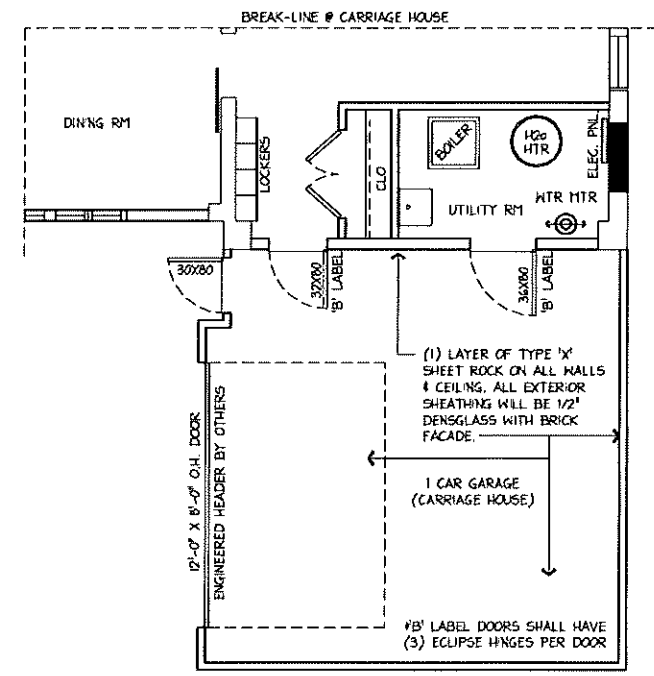 BREAK-LINE @ CARRIAGE HOUSE
DINING RM
LOCKERS
CLO
BOILER
H2o
HTR
ELEC. PNL
UTILITY RM
WTR MTR
30X80
32X80
'B' LABEL
36X80
'B' LABEL
(1) LAYER OF TYPE 'X'
SHEET ROCK ON ALL WALLS
& CEILING. ALL EXTERIOR
SHEATHING WILL BE 1/2"
DENSGLASS WITH BRICK
FACADE.
12'-0" X 8'-0" O.H. DOOR
ENGINEERED HEADER BY OTHERS
1 CAR GARAGE
(CARRIAGE HOUSE)
'B' LABEL DOORS SHALL HAVE
(3) ECLIPSE HINGES PER DOOR